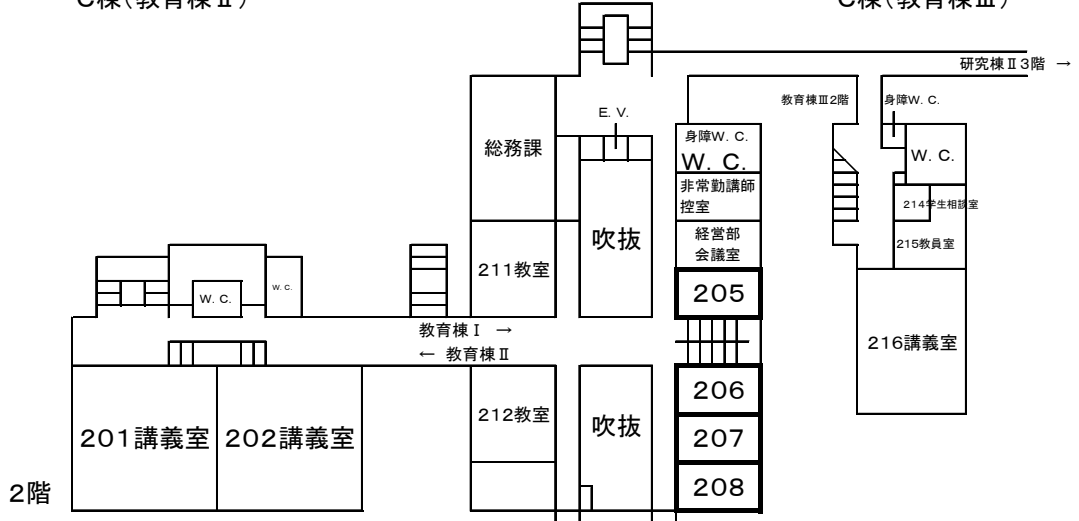 C棟(教育棟Ⅱ)
C棟(教育棟Ⅲ)
研究棟Ⅱ3階 →
教育棟Ⅲ2階
身障W.C.
E.V.
総務課
身障W.C.
W.C.
W.C.
非常勤講師
控室
214学生相談室
吹抜
経営部
会議室
215教員室
211教室
W.C.
W.C.
205
教育棟Ⅰ →
← 教育棟Ⅱ
216講義室
206
212教室
201講義室
202講義室
吹抜
207
208
2階